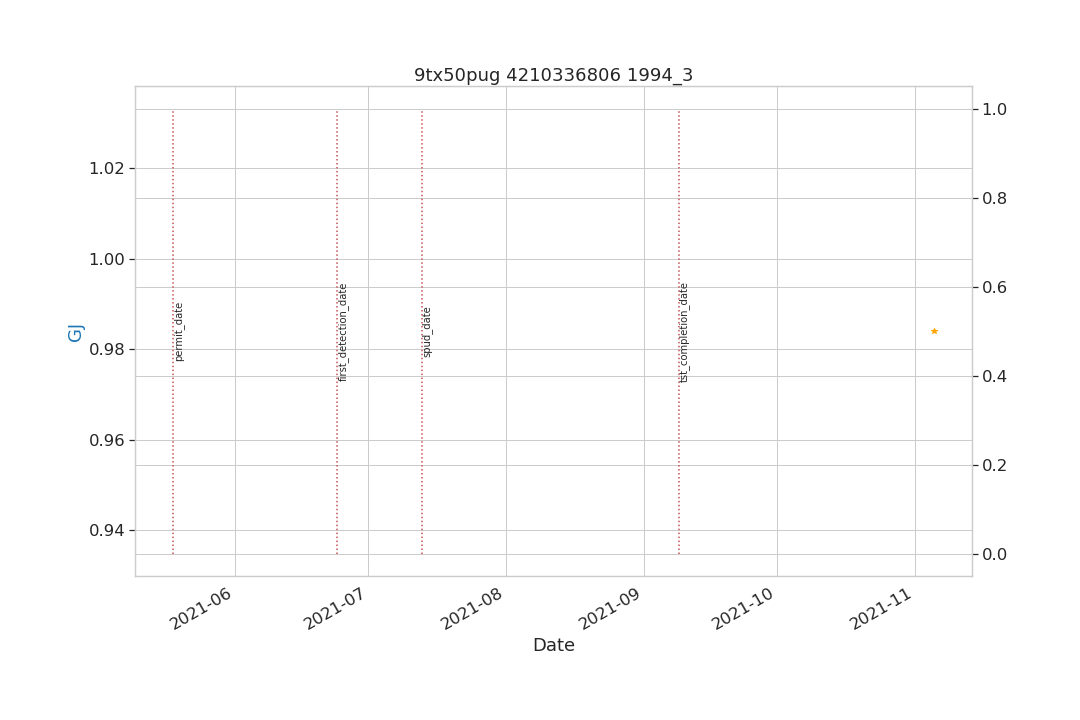 9tx50pug 4210336806 1994_3
1.02
1.00
0.98
0.96
0.94
GJ
permit_date
first_detection_date
spud_date
tst_completion_date
1.0
0.8
0.6
0.4
0.2
0.0
2021-06
2021-07
2021-08
2021-09
2021-10
2021-11
Date